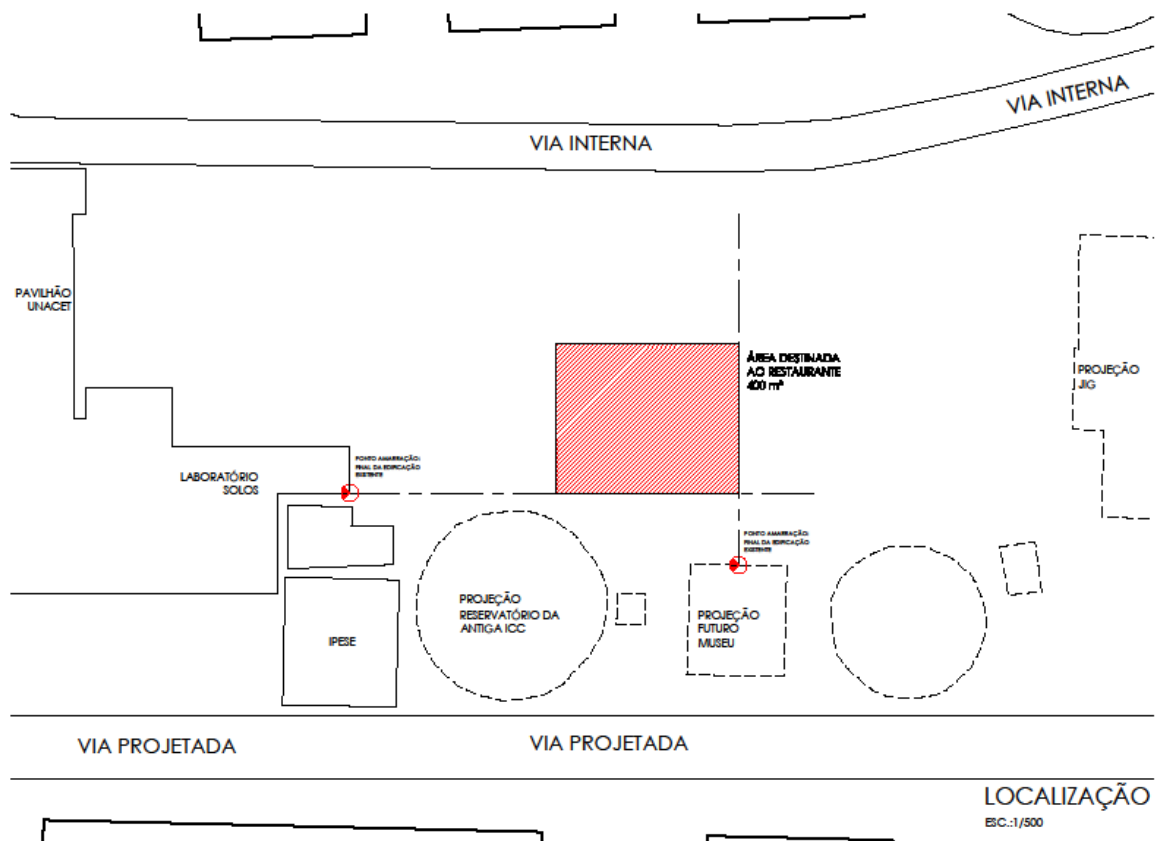 VIA INTERNA
VIA INTERNA
PAVILHÃO
UNACET
ÁREA DESTINADA
AO RESTAURANTE
400 m²
PROJEÇÃO
JIG
PONTO AMARRAÇÃO:
FINAL DA EDIFICAÇÃO
EXISTENTE
LABORATÓRIO
SOLOS
PONTO AMARRAÇÃO:
FINAL DA EDIFICAÇÃO
EXISTENTE
PROJEÇÃO
RESERVATÓRIO DA
ANTIGA ICC
PROJEÇÃO
FUTURO
MUSEU
IPESE
VIA PROJETADA
VIA PROJETADA
LOCALIZAÇÃO
ESC.:1/500